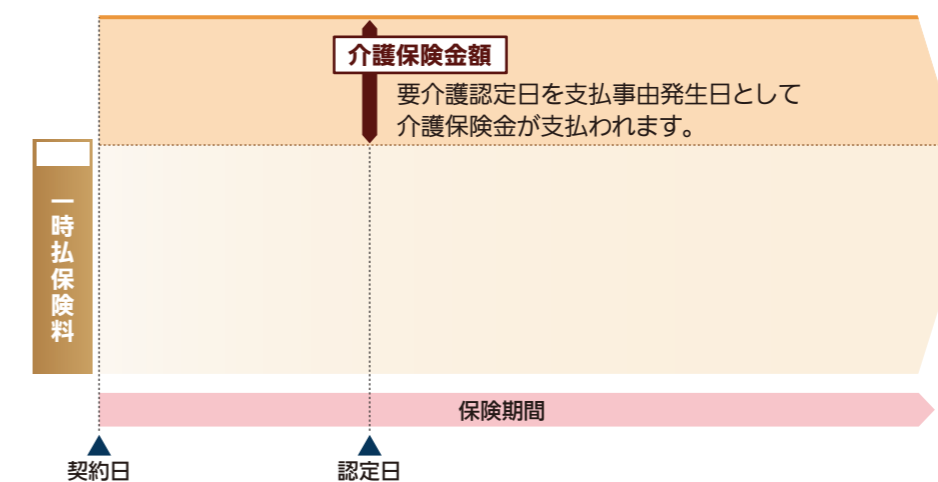 介護保険金額
要介護認定日を支払事由発生日として
介護保険金が支払われます。
一時払保険料
保険期間
契約日
認定日